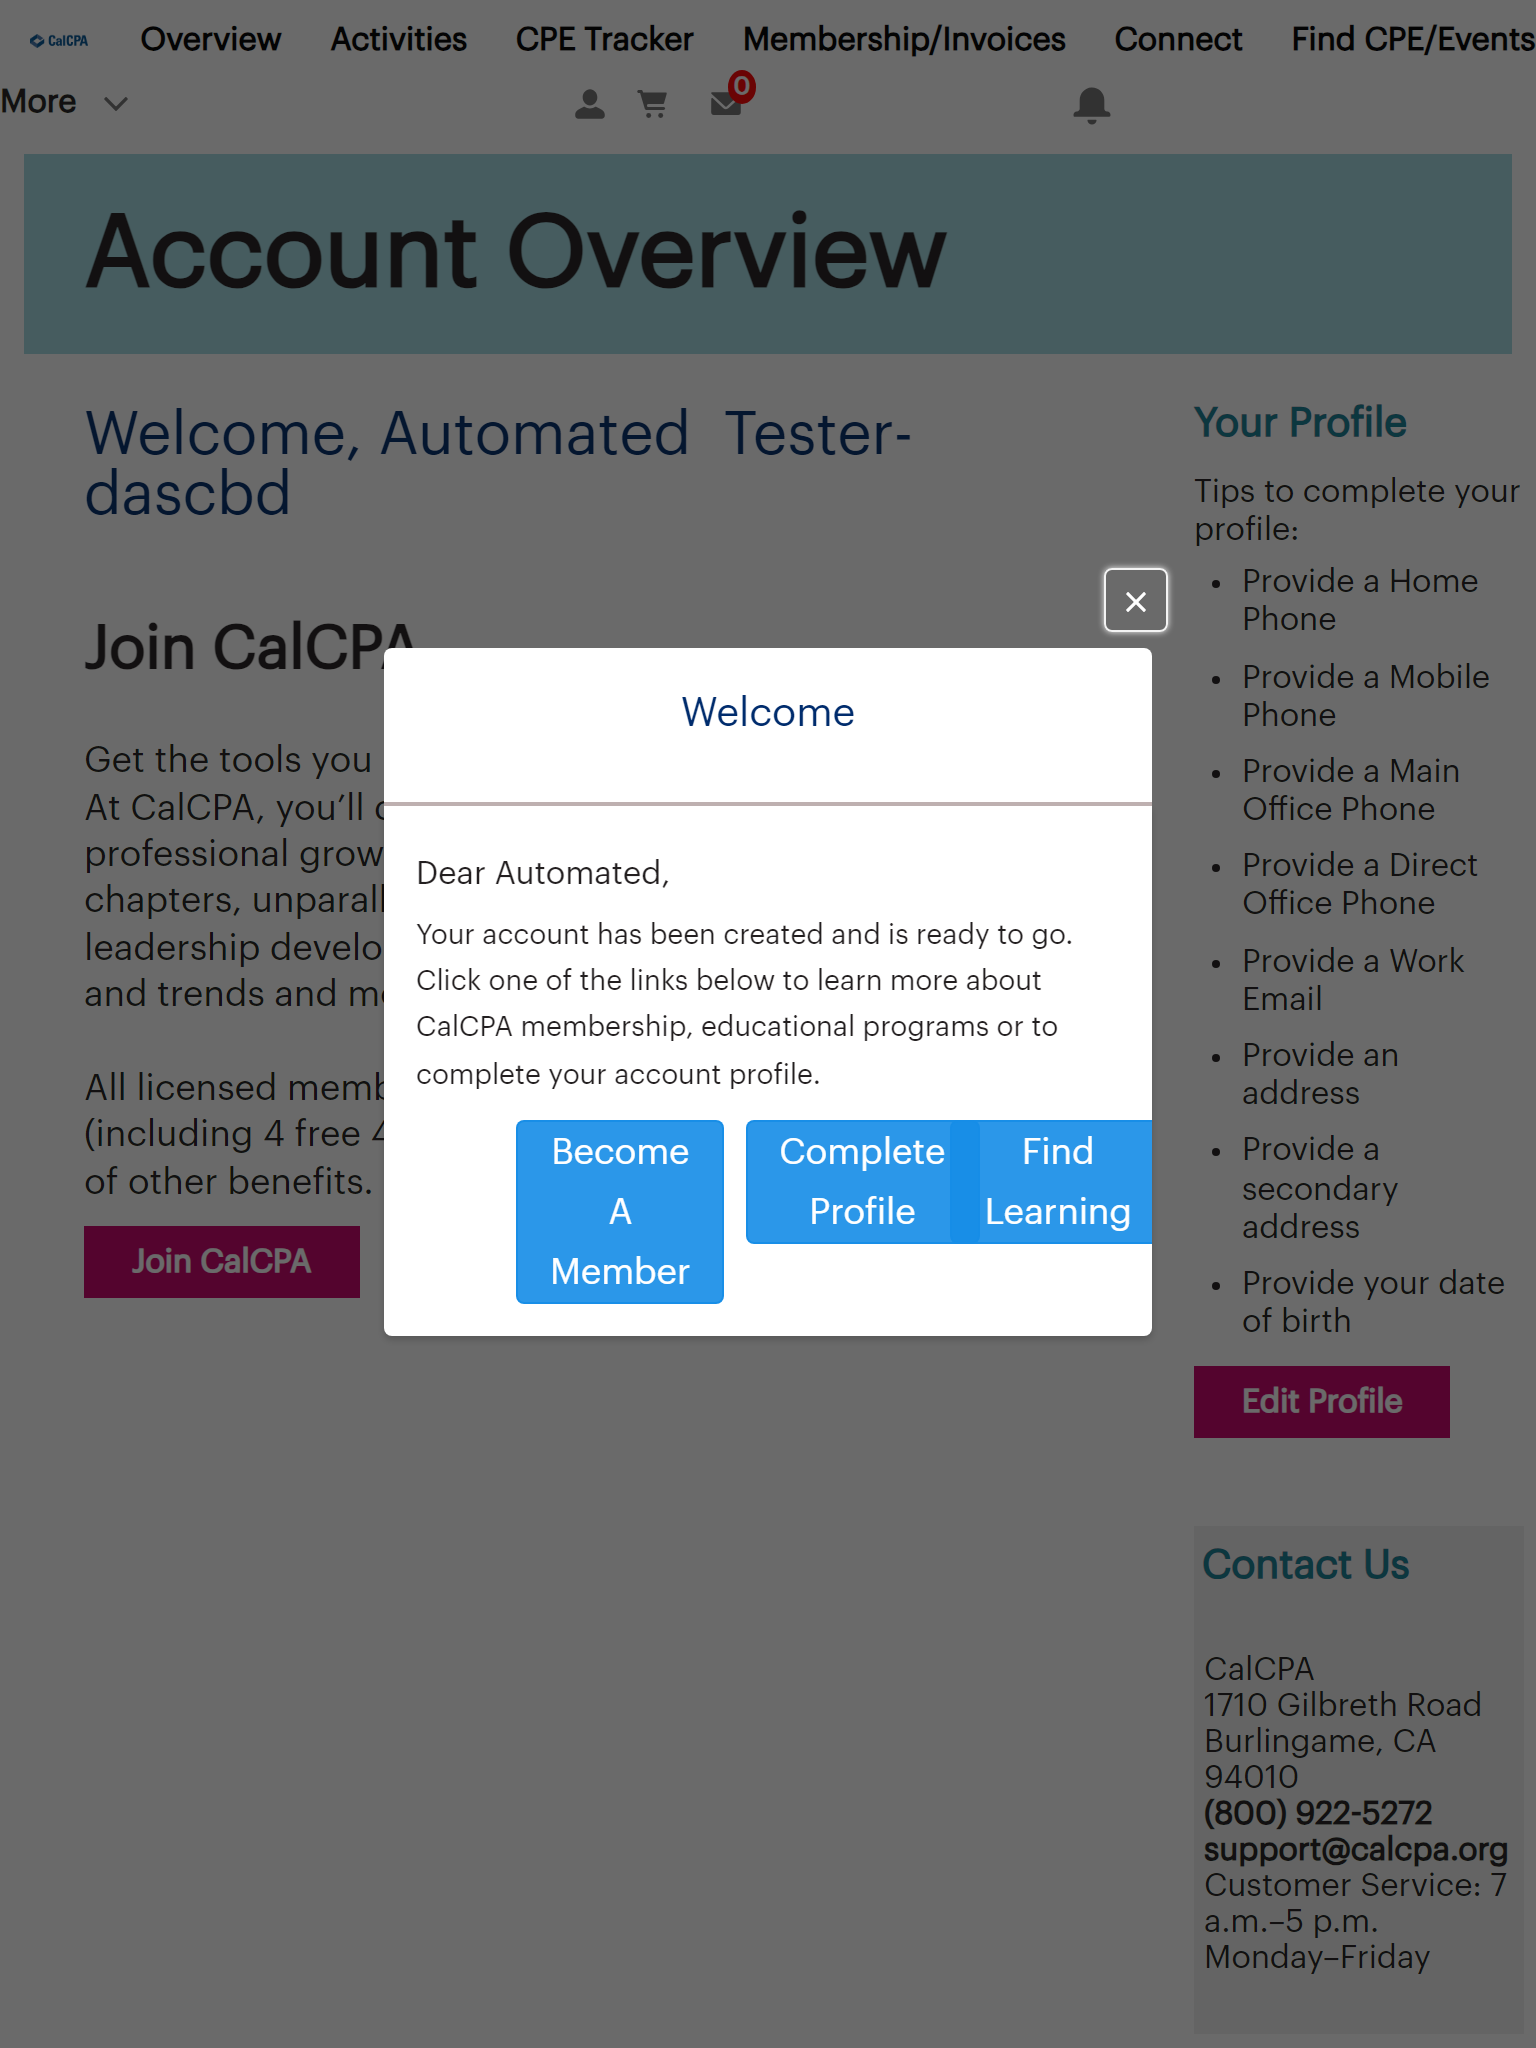 CalCPA Overview Activities CPE Tracker Membership/Invoices Connect Find CPE/Events
More 0
Account Overview
Welcome, Automated Tester-
dascbd
Join CalCPA
Get the tools you
At CalCPA, you'll
professional grow
chapters, unparall
leadership develo
and trends and m
All licensed memb
(including 4 free 4
of other benefits.
Join CalCPA
Welcome
Dear Automated,
Your account has been created and is ready to go.
Click one of the links below to learn more about
CalCPA membership, educational programs or to
complete your account profile.
Become
A
Member
Complete
Profile
Find
Learning
Your Profile
Tips to complete your
profile:
• Provide a Home
Phone
• Provide a Mobile
Phone
• Provide a Main
Office Phone
• Provide a Direct
Office Phone
• Provide a Work
Email
• Provide an
address
• Provide a
secondary
address
• Provide your date
of birth
Edit Profile
Contact Us
CalCPA
1710 Gilbreth Road
Burlingame, CA
94010
(800) 922-5272
support@calcpa.org
Customer Service: 7
a.m.–5 p.m.
Monday–Friday